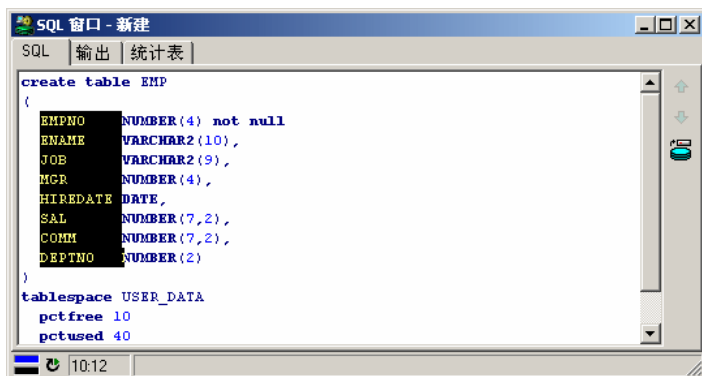 SQL 窗口 - 新建
SQL 输出 统计表
create table EMP
(
EMPNO NUMBER(4) not null
ENAME VARCHAR2(10),
JOB VARCHAR2(9),
MGR NUMBER(4),
HIREDATE DATE,
SAL NUMBER(7,2),
COMM NUMBER(7,2),
DEPTNO NUMBER(2)
)
tablespace USER_DATA
pctfree 10
pctused 40
10:12